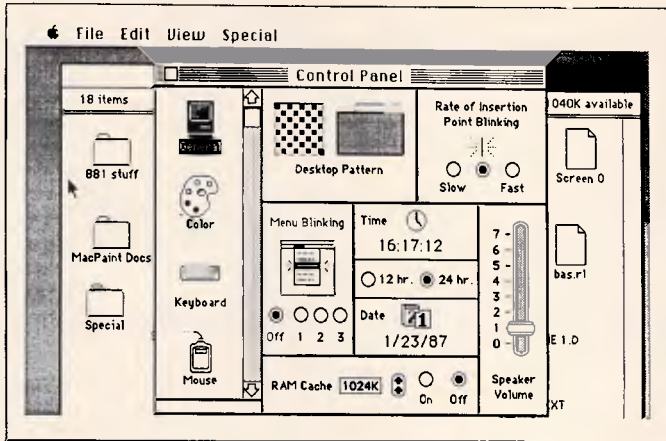 File Edit View Special
Control Panel
18 items
040K available
881 stuff
MacPaint Docs
Special
General
Color
Keyboard
Mouse
Desktop Pattern
Rate of Insertion
Point Blinking
Slow Fast
Menu Blinking
Off 1 2 3
Time
16:17:12
12 hr. 24 hr.
Date
1/23/87
RAM Cache 1024K On Off
7
6
5
4
3
2
1
0
Speaker
Volume
Screen 0
bas.r1
E 1.D
XT